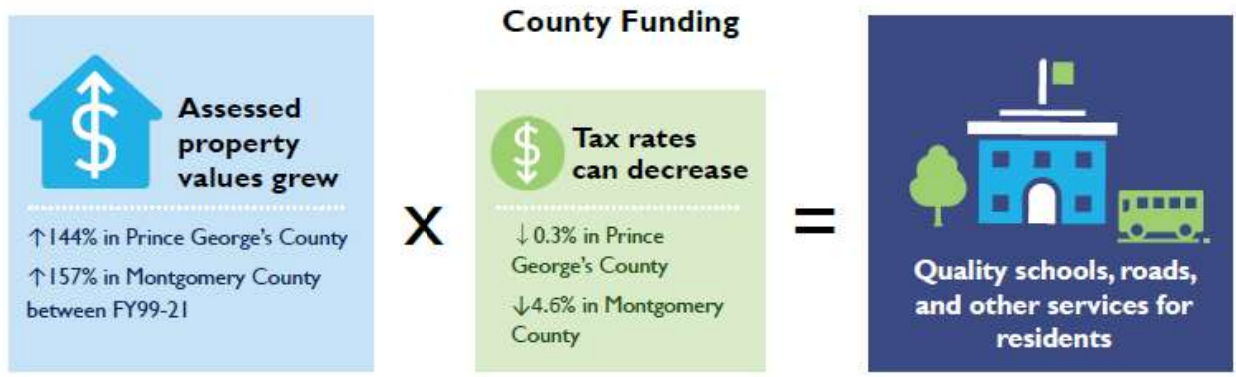 County Funding
Assessed
property
values grew
↑144% in Prince George's County
↑157% in Montgomery County
between FY99-21
x
Tax rates
can decrease
↓0.3% in Prince
George's County
↓4.6% in Montgomery
County
=
Quality schools, roads,
and other services for
residents